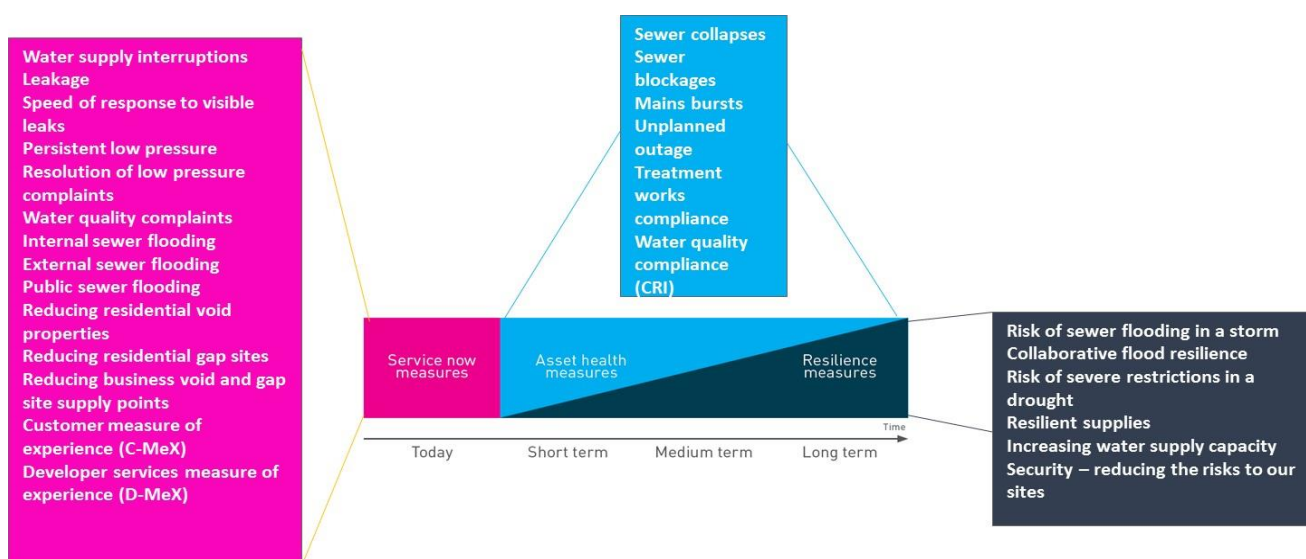 Water supply interruptions
Leakage
Speed of response to visible
leaks
Persistent low pressure
Resolution of low pressure
complaints
Water quality complaints
Internal sewer flooding
External sewer flooding
Public sewer flooding
Reducing residential void
properties
Reducing residential gap sites
Reducing business void and gap
site supply points
Customer measure of
experience (C-MeX)
Developer services measure of
experience (D-MeX)
Sewer collapses
Sewer
blockages
Mains bursts
Unplanned
outage
Treatment
works
compliance
Water quality
compliance
(CRI)
Service now
measures
Asset health
measures
Resilience
measures
Time
Today
Short term
Medium term
Long term
Risk of sewer flooding in a storm
Collaborative flood resilience
Risk of severe restrictions in a
drought
Resilient supplies
Increasing water supply capacity
Security – reducing the risks to our
sites